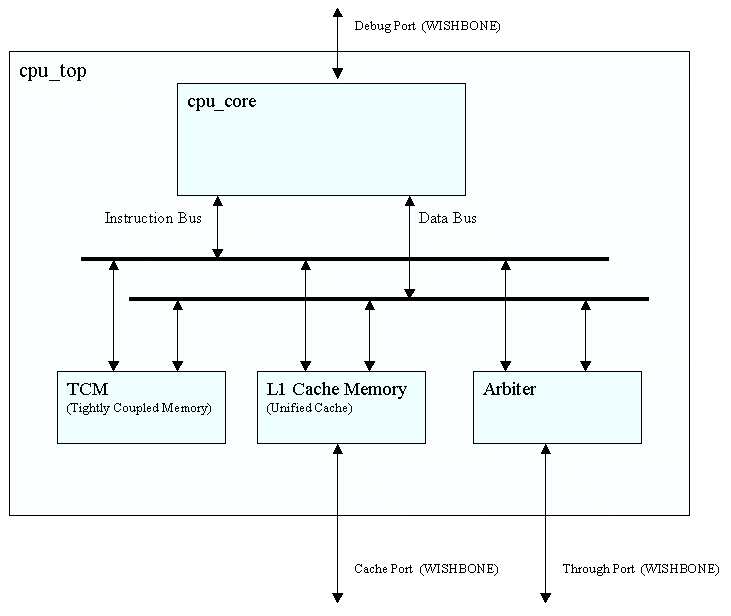 Debug Port (WISHBONE)
cpu_top
cpu_core
Instruction Bus
Data Bus
TCM
(Tightly Coupled Memory)
L1 Cache Memory
(Unified Cache)
Arbiter
Cache Port (WISHBONE)
Through Port (WISHBONE)